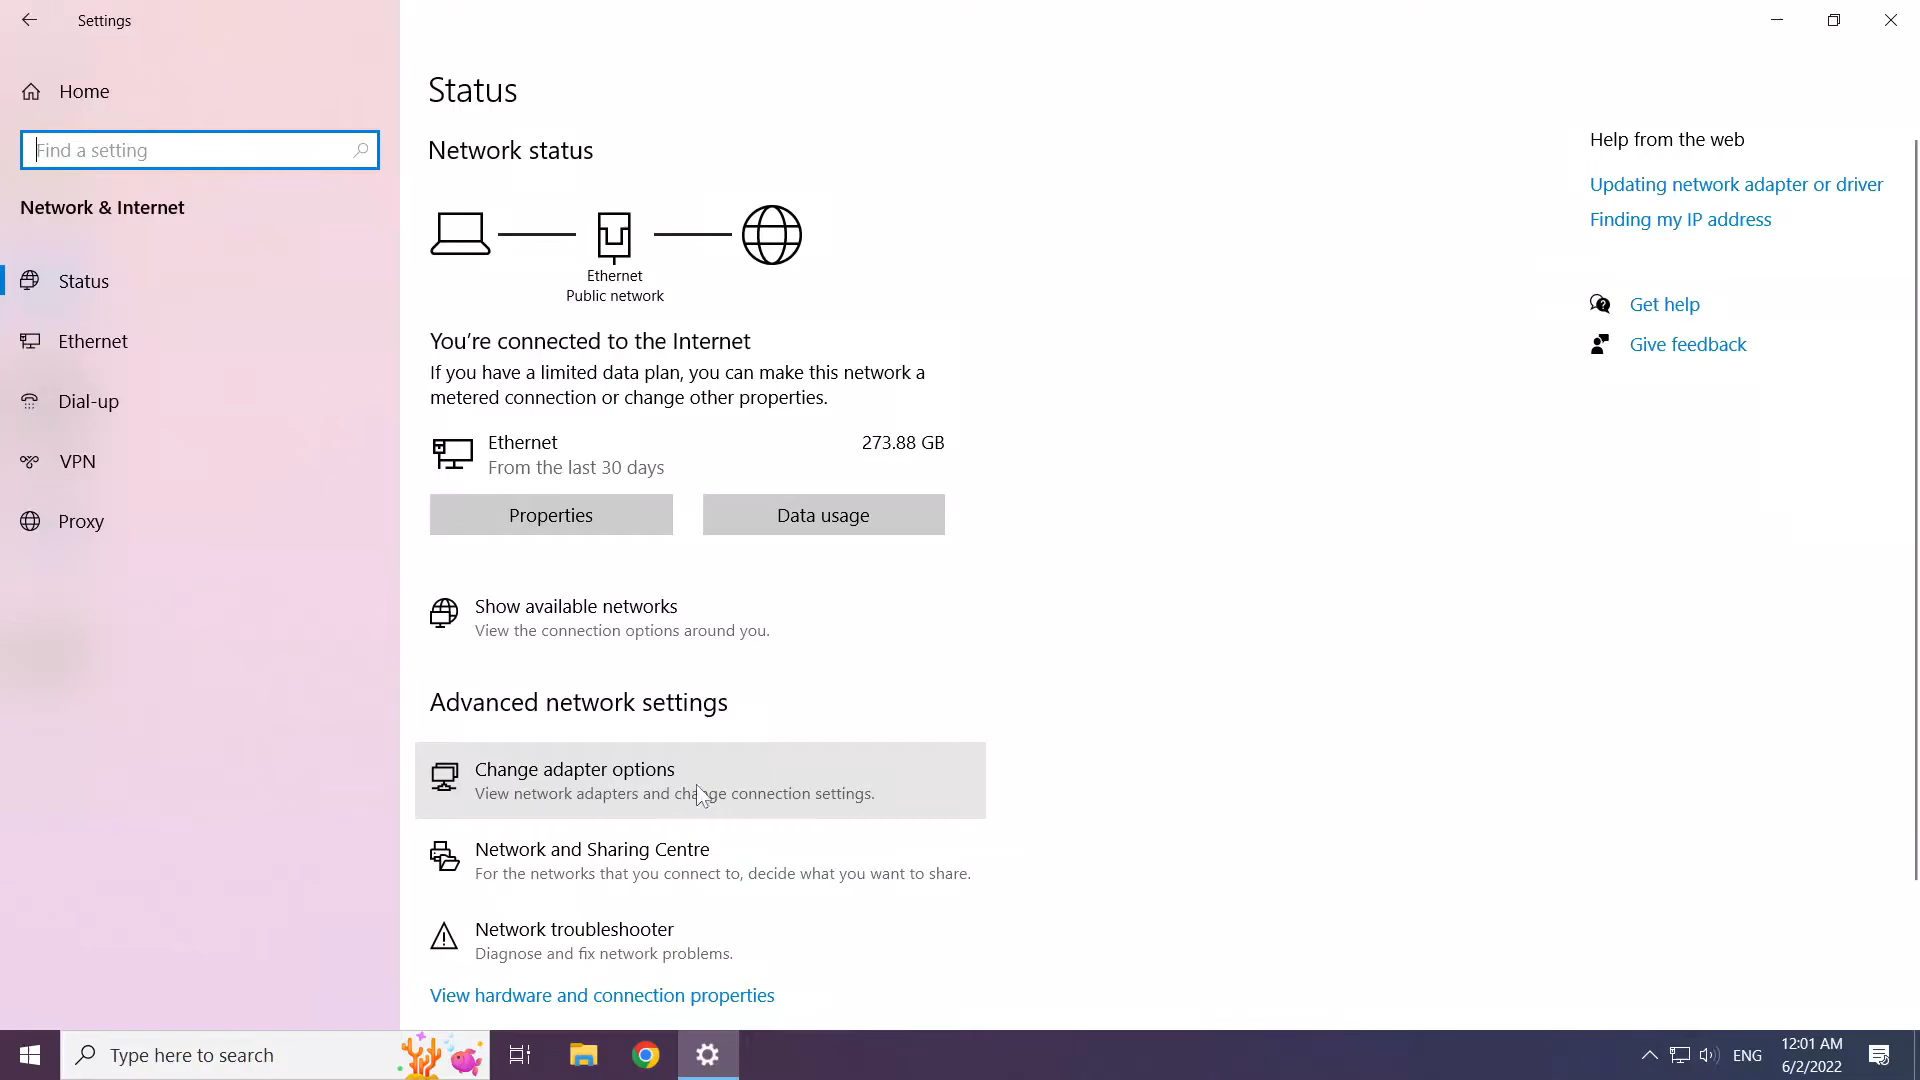 Settings
Home
Find a setting
Network & Internet
Status
Ethernet
Dial-up
VPN
Proxy
Status
Network status
Ethernet
Public network
You're connected to the Internet
If you have a limited data plan, you can make this network a
metered connection or change other properties.
Ethernet 273.88 GB
From the last 30 days
Properties Data usage
Show available networks
View the connection options around you.
Advanced network settings
Change adapter options
View network adapters and change connection settings.
Network and Sharing Centre
For the networks that you connect to, decide what you want to share.
Network troubleshooter
Diagnose and fix network problems.
View hardware and connection properties
Help from the web
Updating network adapter or driver
Finding my IP address
Get help
Give feedback
Type here to search
ENG
12:01 AM
6/2/2022